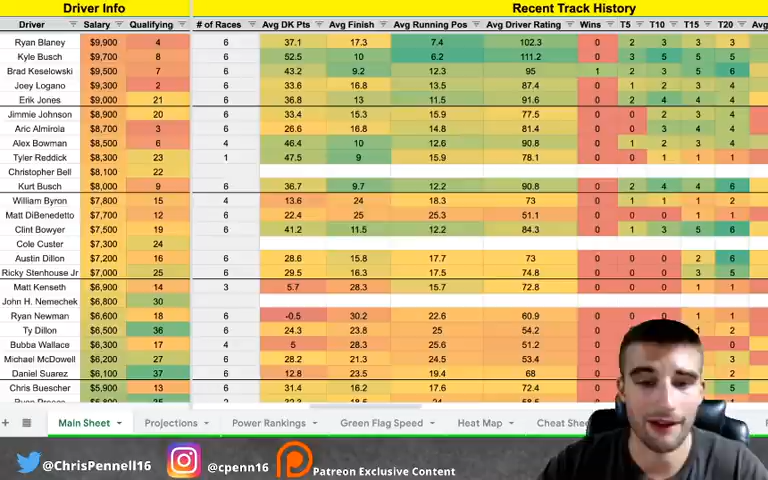 Driver Info Recent Track History
Driver Salary Qualifying # of Races Avg DK Pts Avg Finish Avg Running Pos Avg Driver Rating Wins T5 T10 T15 T20
Ryan Blaney $9,900 4 6 37.1 17.3 7.4 102.3 0 2 3 3 3
Kyle Busch $9,700 8 6 52.5 10 6.2 111.2 0 3 5 5 5
Brad Keselowski $9,500 7 6 43.2 9.2 12.3 95 1 2 3 5 6
Joey Logano $9,300 2 6 33.6 16.8 13.5 87.4 0 1 2 3 4
Erik Jones $9,000 21 6 36.8 13 11.5 91.6 0 2 4 4 4
Jimmie Johnson $8,900 20 6 33.4 15.3 15.9 77.5 0 0 2 3 4
Aric Almirola $8,700 3 6 26.6 16.8 14.8 81.4 0 0 3 4 4
Alex Bowman $8,500 6 4 46.4 10 12.6 90.8 0 1 2 3 4
Tyler Reddick $8,300 23 1 47.5 9 15.9 78.1 0 0 1 1 1
Christopher Bell $8,100 22
Kurt Busch $8,000 9 6 36.7 9.7 12.2 90.8 0 2 4 4 6
William Byron $7,800 15 4 13.6 24 18.3 73 0 1 1 1 2
Matt DiBenedetto $7,700 12 6 22.4 25 25.3 51.1 0 0 0 1 1
Clint Bowyer $7,500 19 6 41.2 11.5 12.2 84.3 0 1 3 5 6
Cole Custer $7,300 24
Austin Dillon $7,200 16 6 28.6 15.8 17.7 73 0 0 0 2 6
Ricky Stenhouse Jr $7,000 25 6 29.5 16.3 17.5 74.8 0 0 0 3 5
Matt Kenseth $6,900 14 3 5.7 28.3 15.7 72.8 0 0 0 1 1
John H. Nemechek $6,800 30
Ryan Newman $6,600 18 6 -0.5 30.2 22.6 60.9 0 0 0 1 1
Ty Dillon $6,500 36 6 24.3 23.8 25 54.2 2
Bubba Wallace $6,300 17 4 5 28.3 25.6 51.2 0
Michael McDowell $6,200 27 6 28.2 21.3 24.5 53.4 3
Daniel Suarez $6,100 37 6 12.8 23.5 19.4 68 2
Chris Buescher $5,900 13 6 31.4 16.2 17.6 72.4 5
Main Sheet Projections Power Rankings Green Flag Speed Heat Map Cheat
@ChrisPennell16 @cpenn16 Patreon Exclusive Content